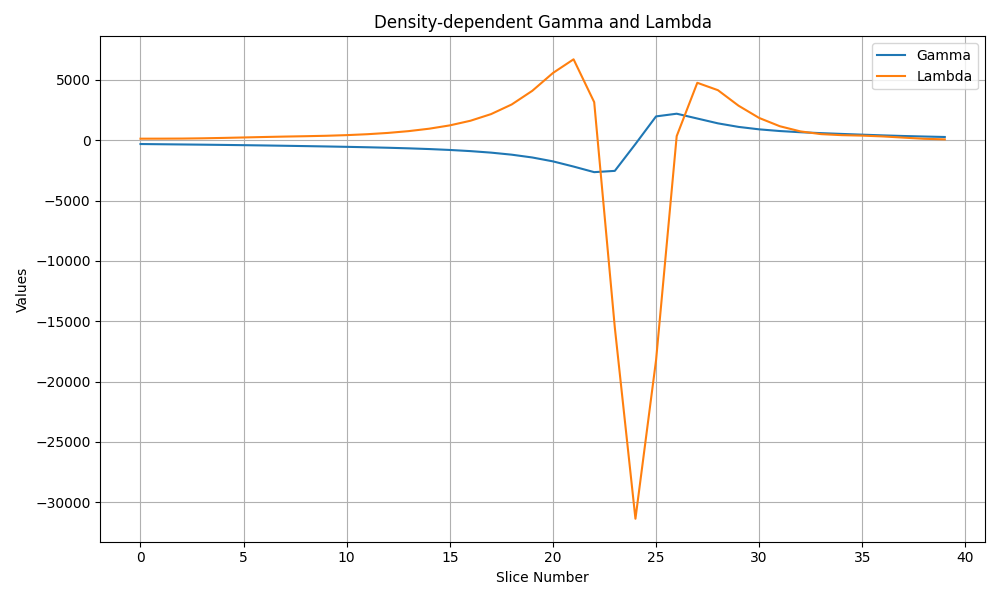 Density-dependent Gamma and Lambda
Gamma
Lambda
5000
0
−5000
−10000
−15000
−20000
−25000
−30000
Values
0 5 10 15 20 25 30 35 40
Slice Number